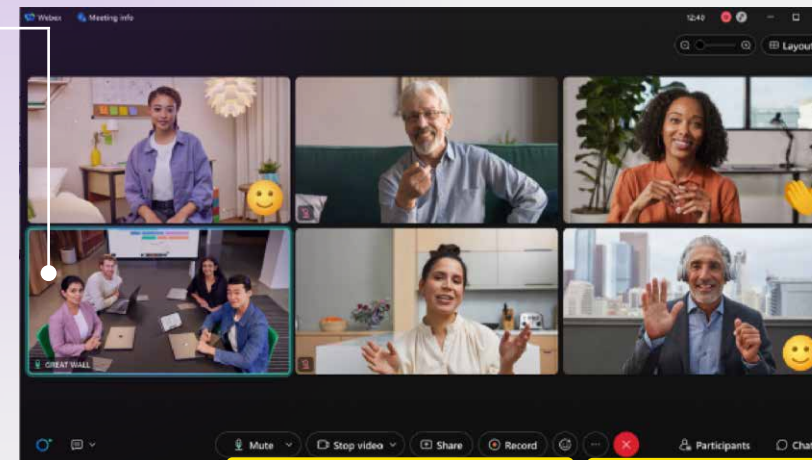 Webex Meeting info 12:40
Layout
GREAT WALL
Mute Stop video Share Record Participants Chat